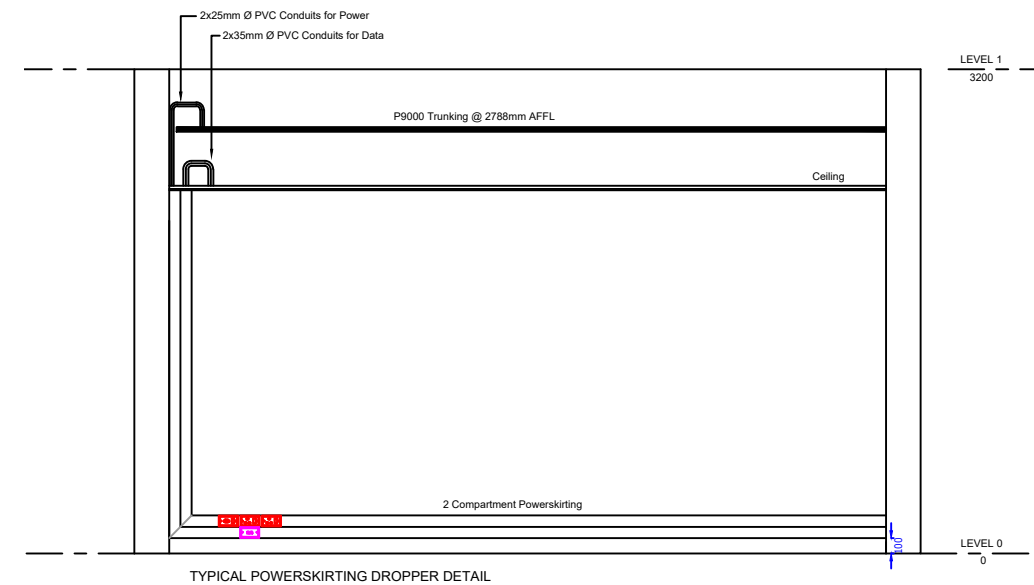 2x25mm Ø PVC Conduits for Power
2x35mm Ø PVC Conduits for Data
LEVEL 1
3200
P9000 Trunking @ 2788mm AFFL
Ceiling
2 Compartment Powerskirting
100
LEVEL 0
0
TYPICAL POWERSKIRTING DROPPER DETAIL